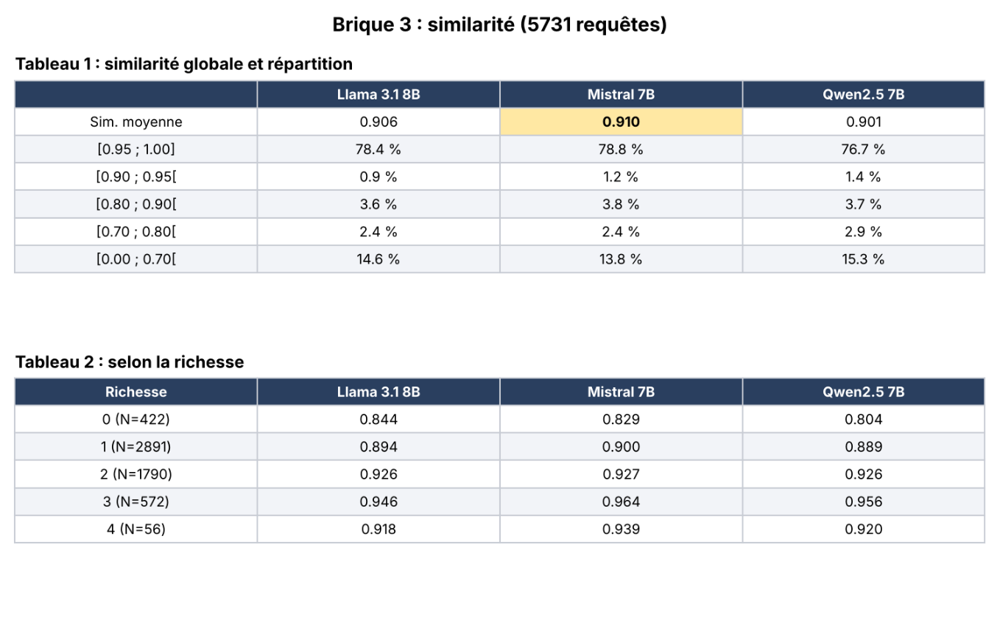 Brique 3 : similarité (5731 requêtes)
Tableau 1 : similarité globale et répartition
Llama 3.1 8B Mistral 7B Qwen2.5 7B
Sim. moyenne 0.906 0.910 0.901
[0.95 ; 1.00] 78.4 % 78.8 % 76.7 %
[0.90 ; 0.95[ 0.9 % 1.2 % 1.4 %
[0.80 ; 0.90[ 3.6 % 3.8 % 3.7 %
[0.70 ; 0.80[ 2.4 % 2.4 % 2.9 %
[0.00 ; 0.70[ 14.6 % 13.8 % 15.3 %
Tableau 2 : selon la richesse
Richesse Llama 3.1 8B Mistral 7B Qwen2.5 7B
0 (N=422) 0.844 0.829 0.804
1 (N=2891) 0.894 0.900 0.889
2 (N=1790) 0.926 0.927 0.926
3 (N=572) 0.946 0.964 0.956
4 (N=56) 0.918 0.939 0.920